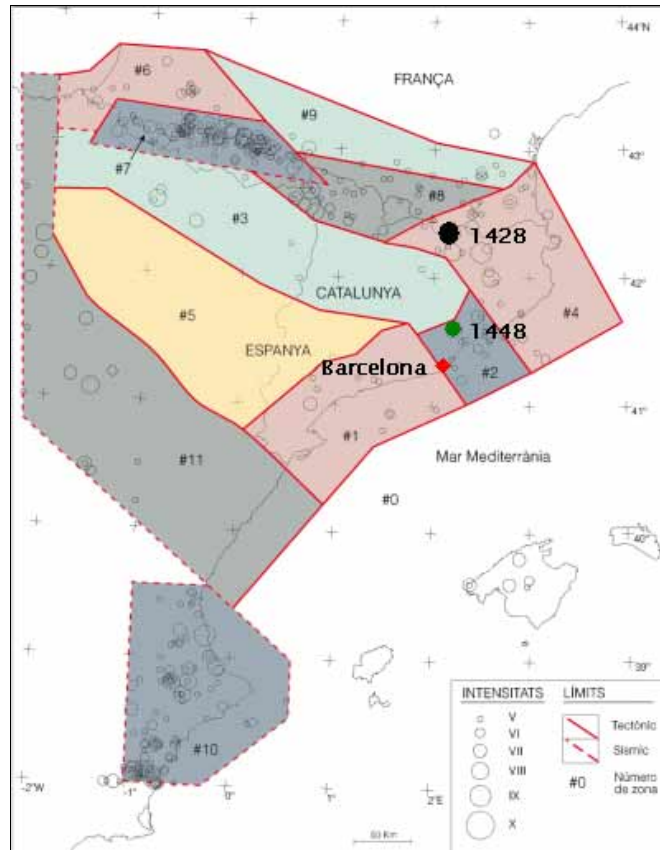 44°N
#6
FRANÇA
#9
43°
#7
#8
#3
1428
42°
CATALUNYA
#4
#5
1448
ESPANYA
Barcelona
#2
41°
#1
Mar Mediterrània
#11
#0
40°
39°
INTENSITATS
LÍMITS
V
VI
VII
VIII
IX
X
Tectònic
Sísmic
#0
Número
de zona
#10
-2°W
-1°
0°
1°
2°E
50 Km